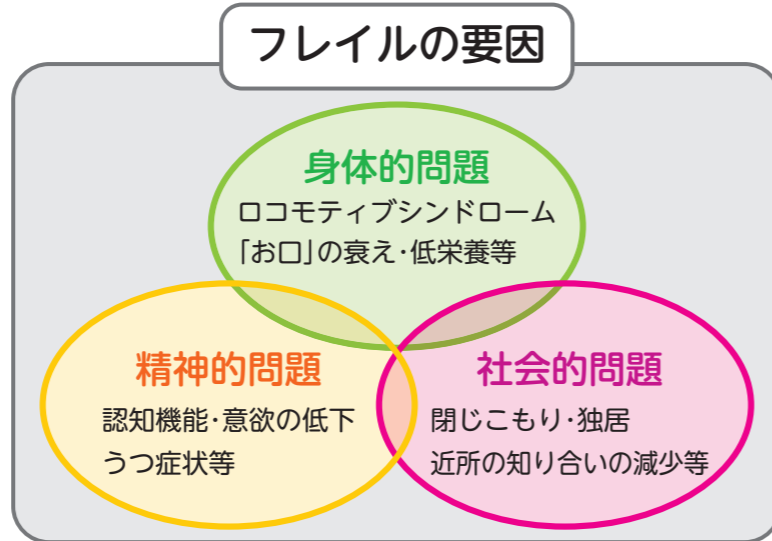 フレイルの要因
身体的問題
ロコモティブシンドローム
「お口」の衰え・低栄養等
精神的問題
認知機能・意欲の低下
うつ症状等
社会的問題
閉じこもり・独居
近所の知り合いの減少等